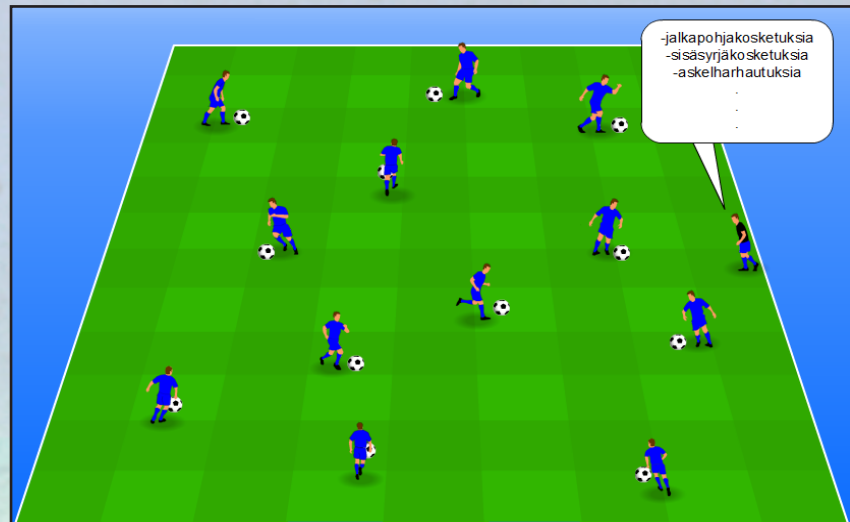 -jalkapohjakosketuksia
-sisäsyrjäkosketuksia
-askelharhautuksia
.
.
.